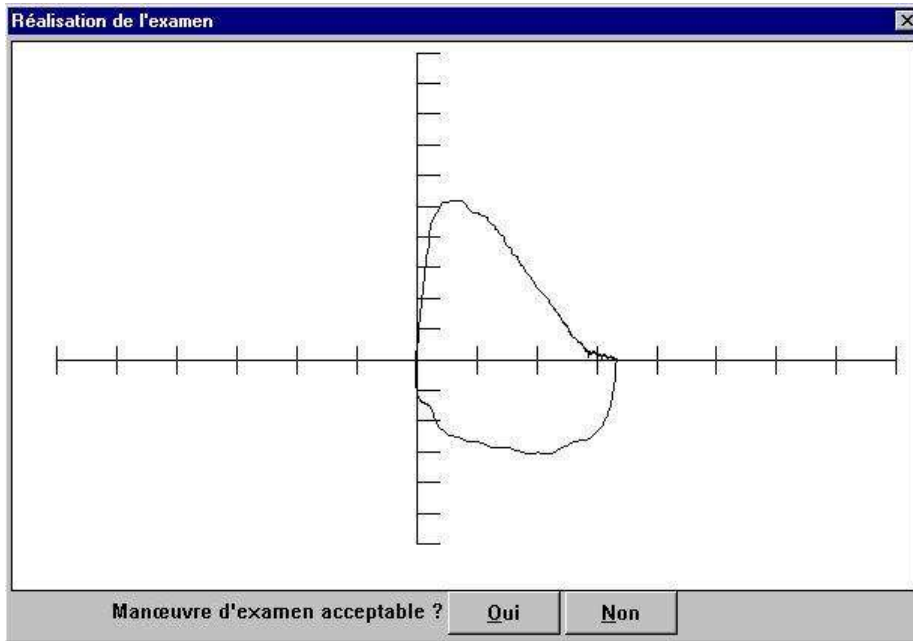 Réalisation de l'examen
Manœuvre d'examen acceptable ? Oui Non